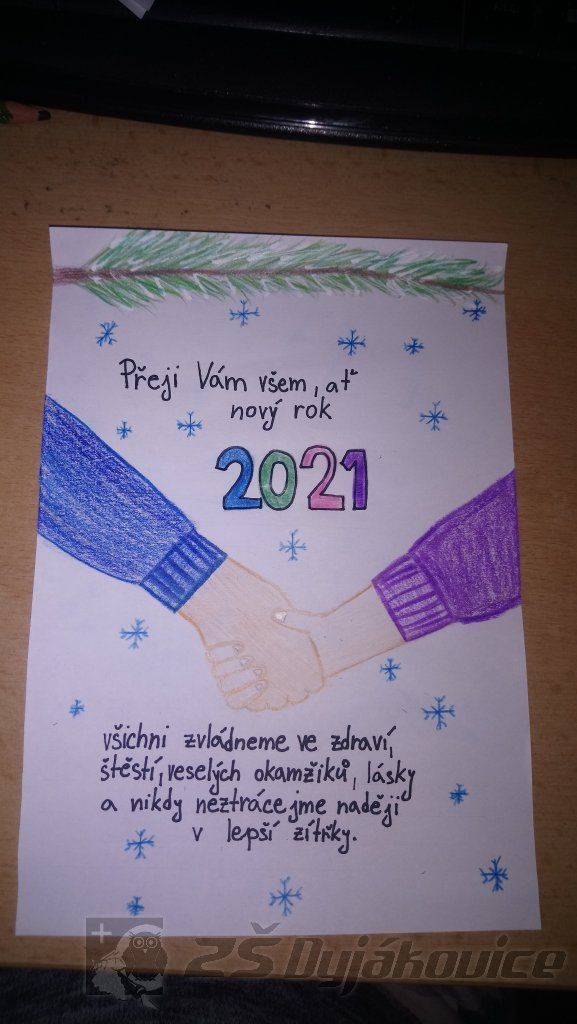 Přeji Vám všem, ať
nový rok
2021
všichni zvládneme ve zdraví,
štěstí, veselých okamžiků, lásky
a nikdy neztrácejme naději
v lepší zítřky.
ZŠ Dyjákovice